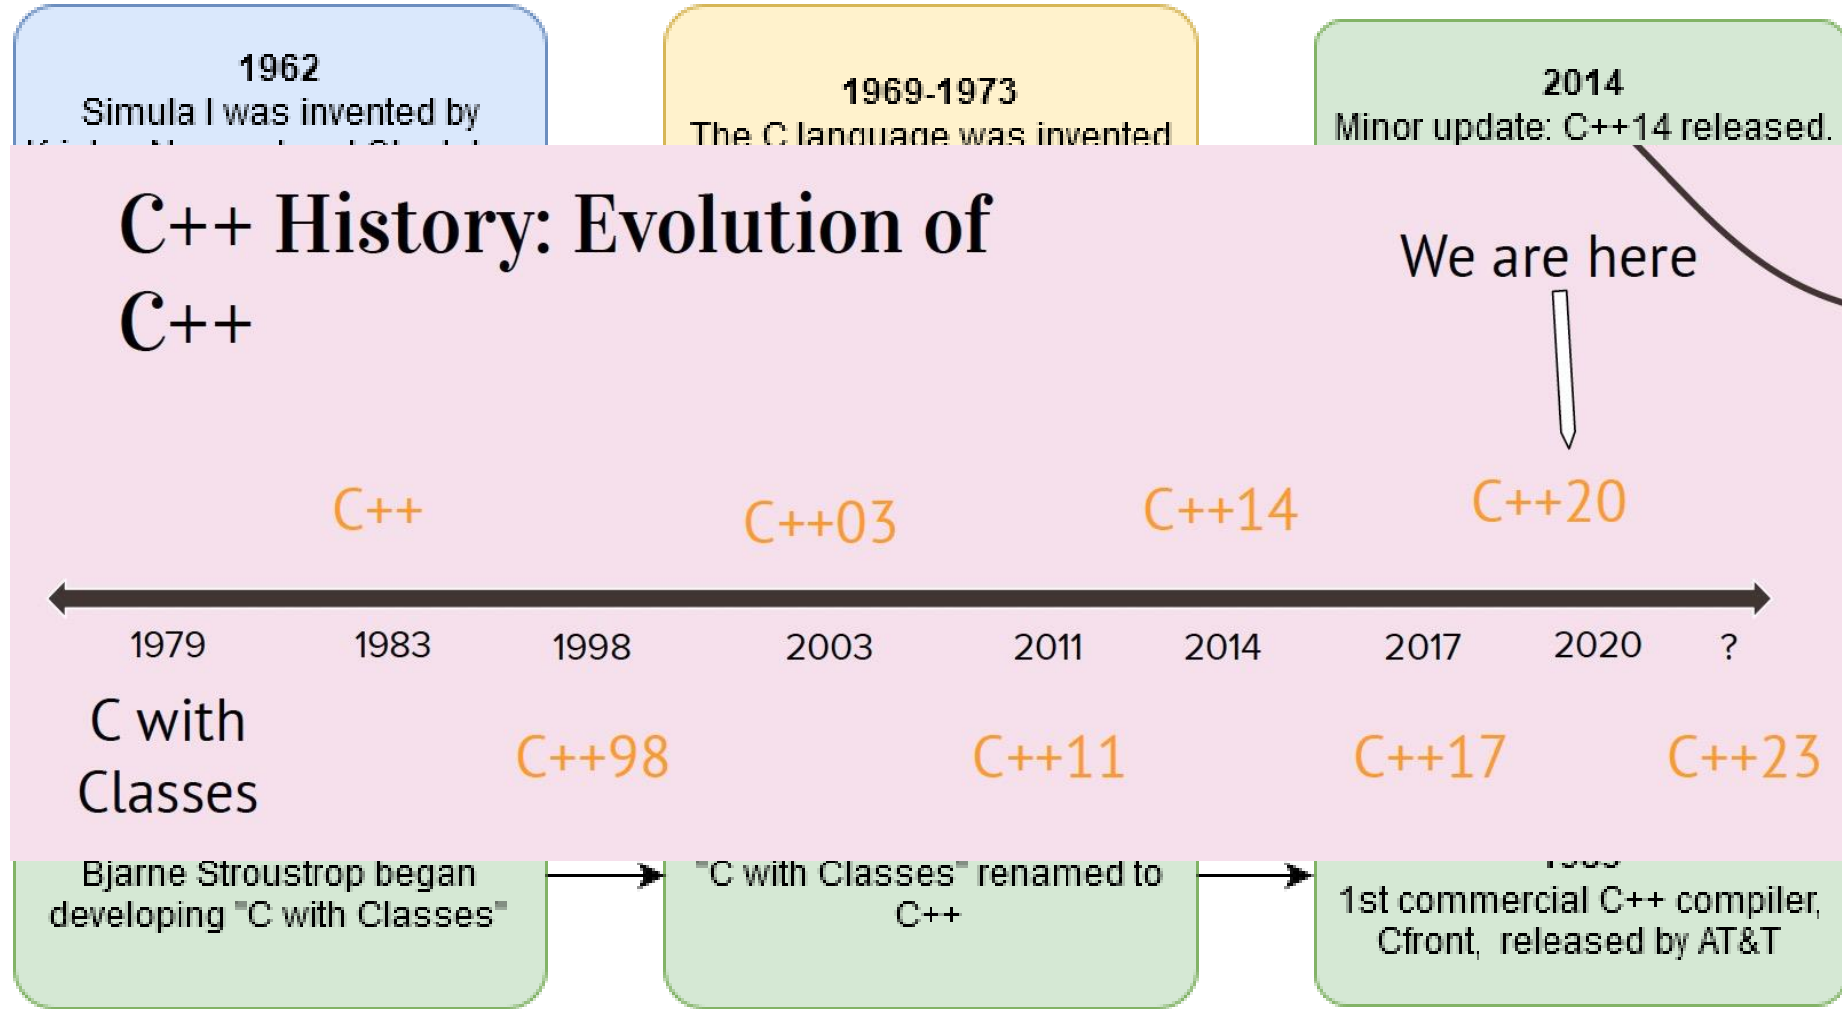 1962
Simula I was invented by
1969-1973
The C language was invented
2014
Minor update: C++14 released.
C++ History: Evolution of
C++
We are here
C++
C++03
C++14
C++20
1979
1983
1998
2003
2011
2014
2017
2020
?
C with
Classes
C++98
C++11
C++17
C++23
Bjarne Stroustrop began
developing "C with Classes"
"C with Classes" renamed to
C++
1st commercial C++ compiler,
Cfront, released by AT&T